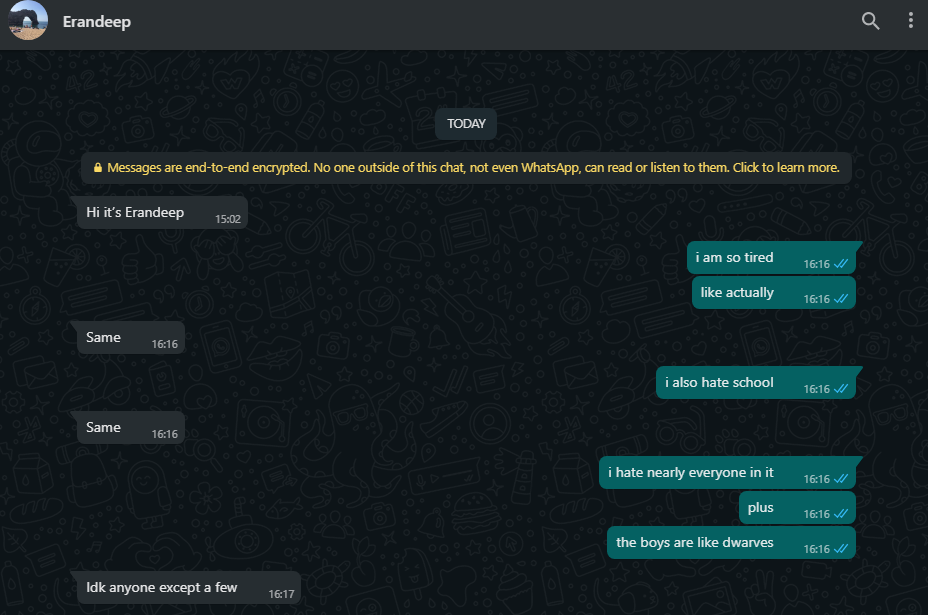 Erandeep
TODAY
Messages are end-to-end encrypted. No one outside of this chat, not even WhatsApp, can read or listen to them. Click to learn more.
Hi it’s Erandeep 15:02
i am so tired 16:16
like actually 16:16
Same 16:16
i also hate school 16:16
Same 16:16
i hate nearly everyone in it 16:16
plus 16:16
the boys are like dwarves 16:16
Idk anyone except a few 16:17